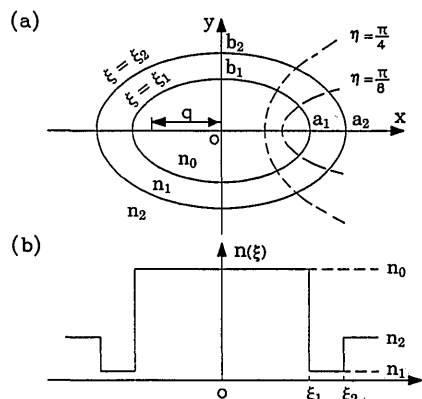 (a)
y
η = π/4
ξ = ξ₂
b₂
ξ = ξ₁
b₁
η = π/8
q
a₁
a₂
x
o
n₀
n₁
n₂
(b)
n(ξ)
n₀
n₂
n₁
o
ξ₁
ξ₂